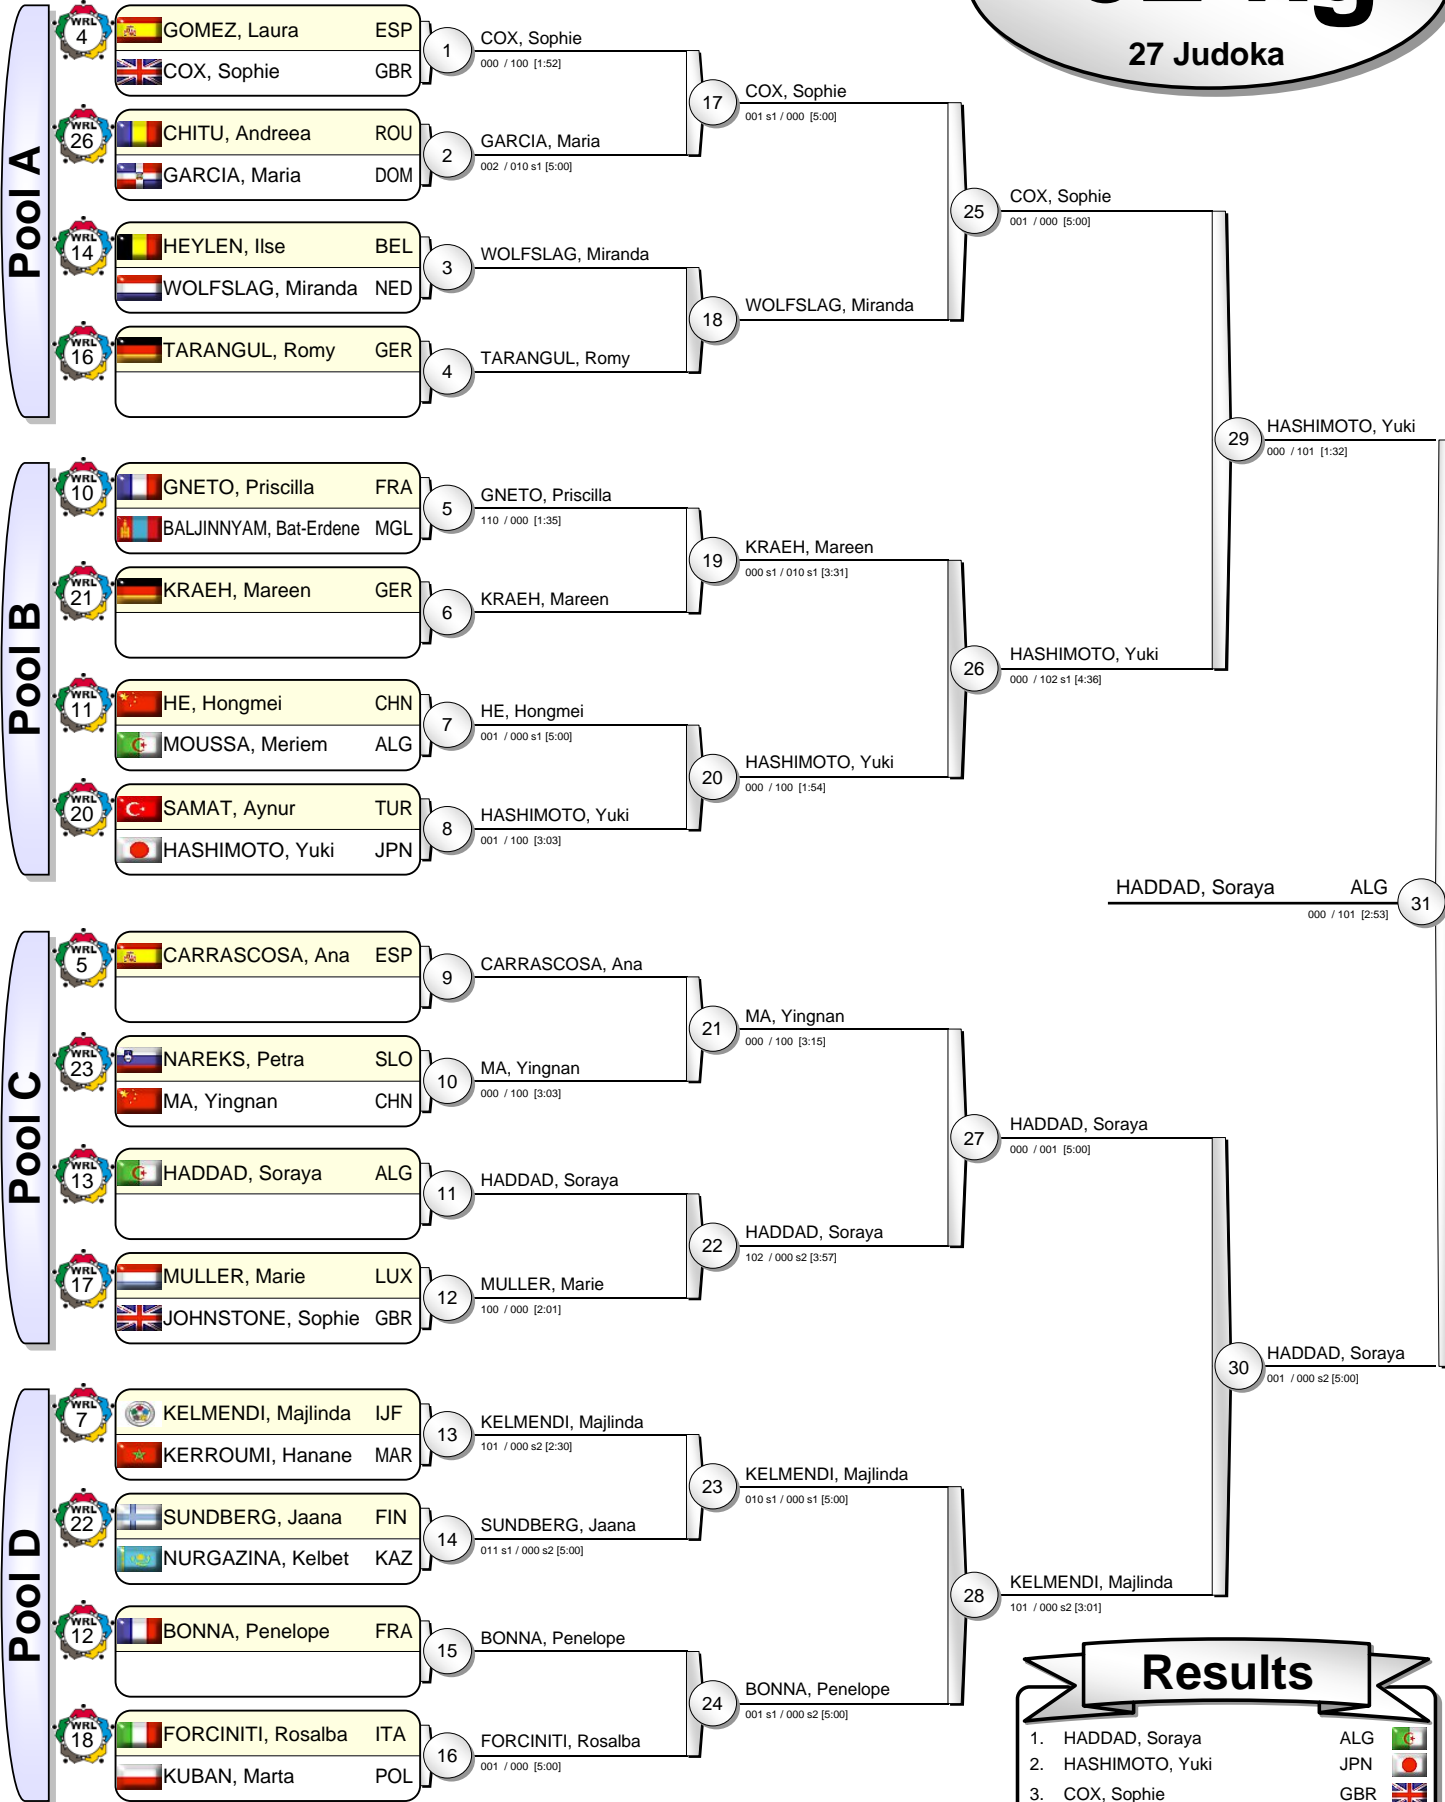 27 Judoka
Pool A
WRL 4
GOMEZ, Laura ESP
COX, Sophie GBR
1
COX, Sophie
000 / 100 [1:52]
WRL 26
CHITU, Andreea ROU
GARCIA, Maria DOM
2
GARCIA, Maria
002 / 010 s1 [5:00]
17
COX, Sophie
001 s1 / 000 [5:00]
WRL 14
HEYLEN, Ilse BEL
WOLFSLAG, Miranda NED
3
WOLFSLAG, Miranda
WRL 16
TARANGUL, Romy GER
4
TARANGUL, Romy
18
WOLFSLAG, Miranda
25
COX, Sophie
001 / 000 [5:00]
Pool B
WRL 10
GNETO, Priscilla FRA
BALJINNYAM, Bat-Erdene MGL
5
GNETO, Priscilla
110 / 000 [1:35]
WRL 21
KRAEH, Mareen GER
6
KRAEH, Mareen
19
KRAEH, Mareen
000 s1 / 010 s1 [3:31]
WRL 11
HE, Hongmei CHN
MOUSSA, Meriem ALG
7
HE, Hongmei
001 / 000 s1 [5:00]
WRL 20
SAMAT, Aynur TUR
HASHIMOTO, Yuki JPN
8
HASHIMOTO, Yuki
001 / 100 [3:03]
20
HASHIMOTO, Yuki
000 / 100 [1:54]
26
HASHIMOTO, Yuki
000 / 102 s1 [4:36]
29
HASHIMOTO, Yuki
000 / 101 [1:32]
HADDAD, Soraya ALG
000 / 101 [2:53]
31
Pool C
WRL 5
CARRASCOSA, Ana ESP
9
CARRASCOSA, Ana
WRL 23
NAREKS, Petra SLO
MA, Yingnan CHN
10
MA, Yingnan
000 / 100 [3:03]
21
MA, Yingnan
000 / 100 [3:15]
WRL 13
HADDAD, Soraya ALG
11
HADDAD, Soraya
WRL 17
MULLER, Marie LUX
JOHNSTONE, Sophie GBR
12
MULLER, Marie
100 / 000 [2:01]
22
HADDAD, Soraya
102 / 000 s2 [3:57]
27
HADDAD, Soraya
000 / 001 [5:00]
Pool D
WRL 7
KELMENDI, Majlinda IJF
KERROUMI, Hanane MAR
13
KELMENDI, Majlinda
101 / 000 s2 [2:30]
WRL 22
SUNDBERG, Jaana FIN
NURGAZINA, Kelbet KAZ
14
SUNDBERG, Jaana
011 s1 / 000 s2 [5:00]
23
KELMENDI, Majlinda
010 s1 / 000 s1 [5:00]
WRL 12
BONNA, Penelope FRA
15
BONNA, Penelope
WRL 18
FORCINITI, Rosalba ITA
KUBAN, Marta POL
16
FORCINITI, Rosalba
001 / 000 [5:00]
24
BONNA, Penelope
001 s1 / 000 s2 [5:00]
28
KELMENDI, Majlinda
101 / 000 s2 [3:01]
30
HADDAD, Soraya
001 / 000 s2 [5:00]
Results
1. HADDAD, Soraya ALG
2. HASHIMOTO, Yuki JPN
3. COX, Sophie GBR